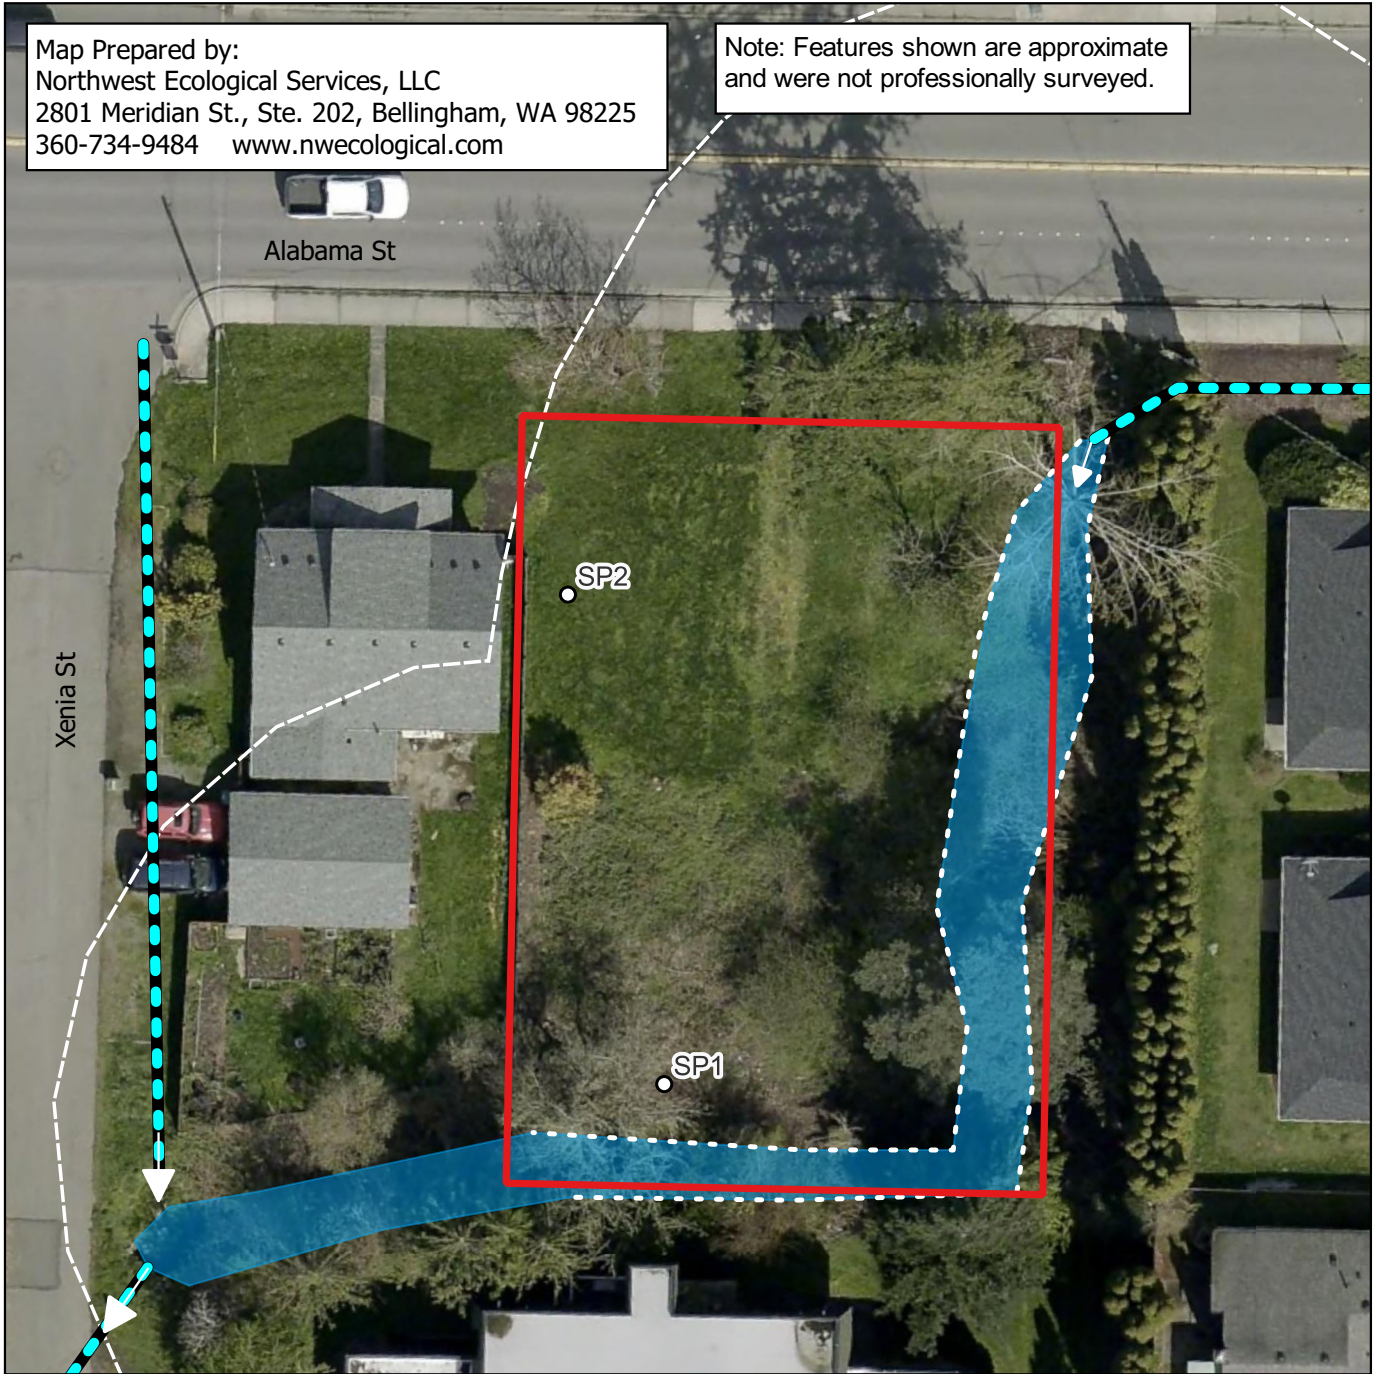 Map Prepared by:
Northwest Ecological Services, LLC
2801 Meridian St., Ste. 202, Bellingham, WA 98225
360-734-9484 www.nwecological.com
Note: Features shown are approximate
and were not professionally surveyed.
Alabama St
SP2
Xenia St
SP1